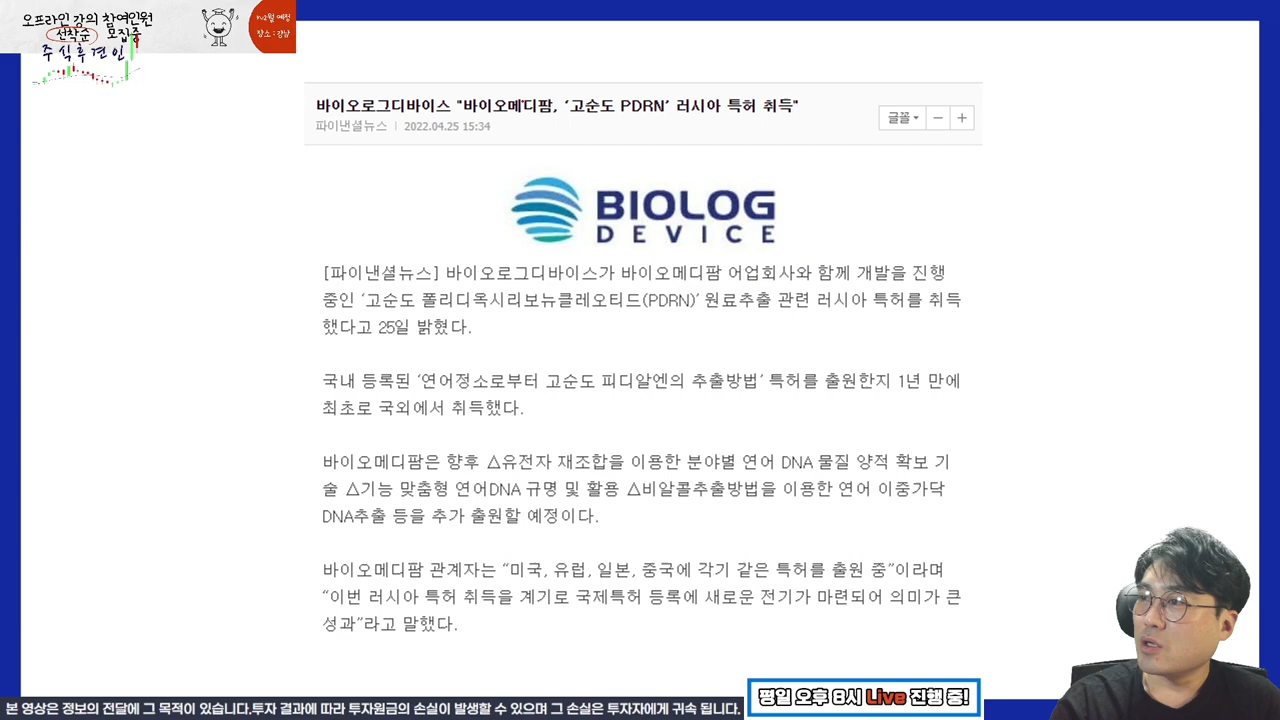 오프라인 강의 참여인원
선착순 모집중
주식후견인
장소 : 강남
바이오로그디바이스 "바이오메디팜, ‘고순도 PDRN’ 러시아 특허 취득"
파이낸셜뉴스 | 2022.04.25 15:34
글꼴
BIOLOG
DEVICE
[파이낸셜뉴스] 바이오로그디바이스가 바이오메디팜 어업회사와 함께 개발을 진행
중인 ‘고순도 폴리디옥시리보뉴클레오티드(PDRN)’ 원료추출 관련 러시아 특허를 취득
했다고 25일 밝혔다.
국내 등록된 ‘연어정소로부터 고순도 피디알엔의 추출방법’ 특허를 출원한지 1년 만에
최초로 국외에서 취득했다.
바이오메디팜은 향후 △유전자 재조합을 이용한 분야별 연어 DNA 물질 양적 확보 기
술 △기능 맞춤형 연어DNA 규명 및 활용 △비알콜추출방법을 이용한 연어 이중가닥
DNA추출 등을 추가 출원할 예정이다.
바이오메디팜 관계자는 “미국, 유럽, 일본, 중국에 각기 같은 특허를 출원 중”이라며
“이번 러시아 특허 취득을 계기로 국제특허 등록에 새로운 전기가 마련되어 의미가 큰
성과”라고 말했다.
평일 오후 8시 Live 진행 중!
본 영상은 정보의 전달에 그 목적이 있습니다.투자 결과에 따라 투자원금의 손실이 발생할 수 있으며 그 손실은 투자자에게 귀속 됩니다.